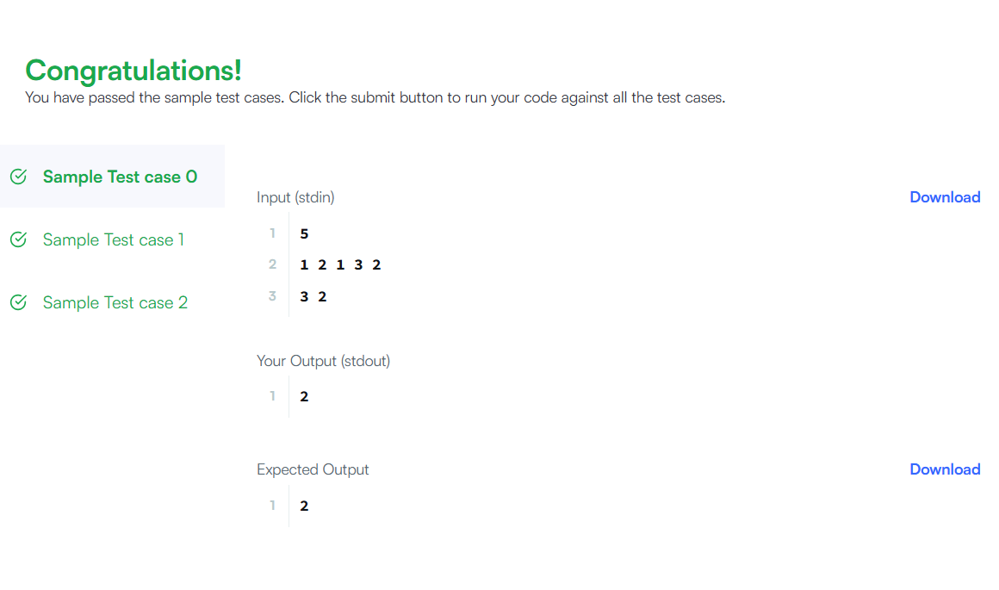 Congratulations!
You have passed the sample test cases. Click the submit button to run your code against all the test cases.
Sample Test case 0
Sample Test case 1
Sample Test case 2
Input (stdin)
Download
1 5
2 1 2 1 3 2
3 3 2
Your Output (stdout)
1 2
Expected Output
Download
1 2